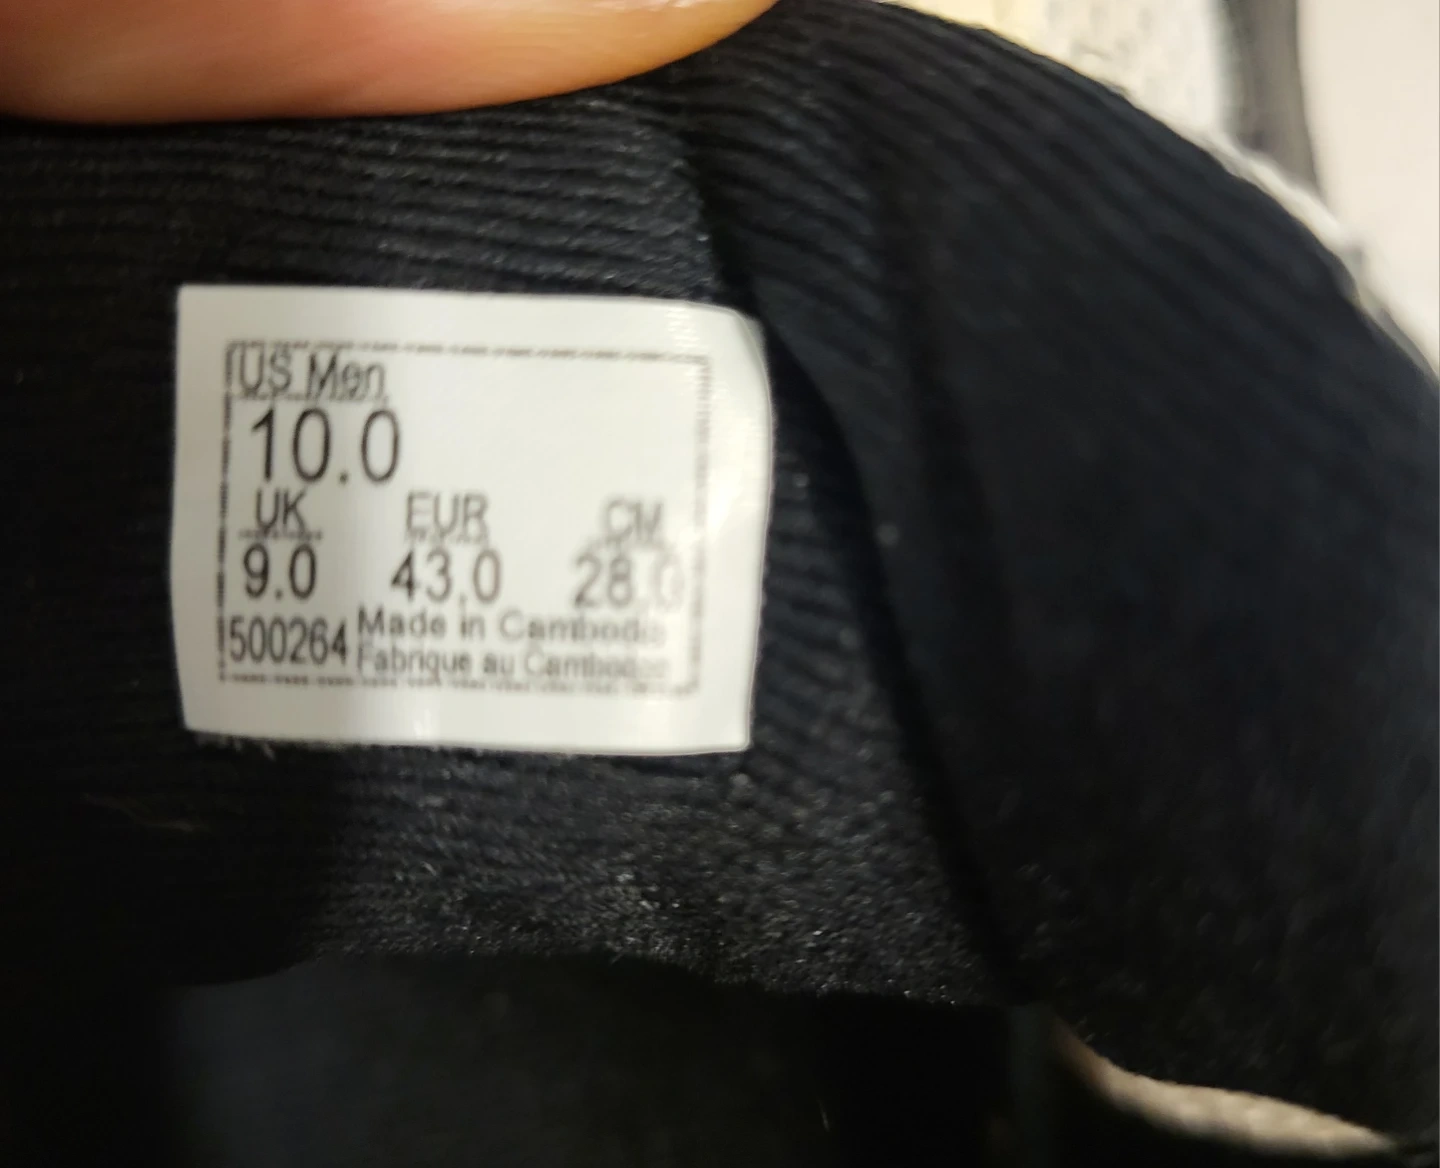 US Men
10.0
UK EUR CM
9.0 43.0 28.0
500264 Made in Cambodia
Fabrique au Cambodge